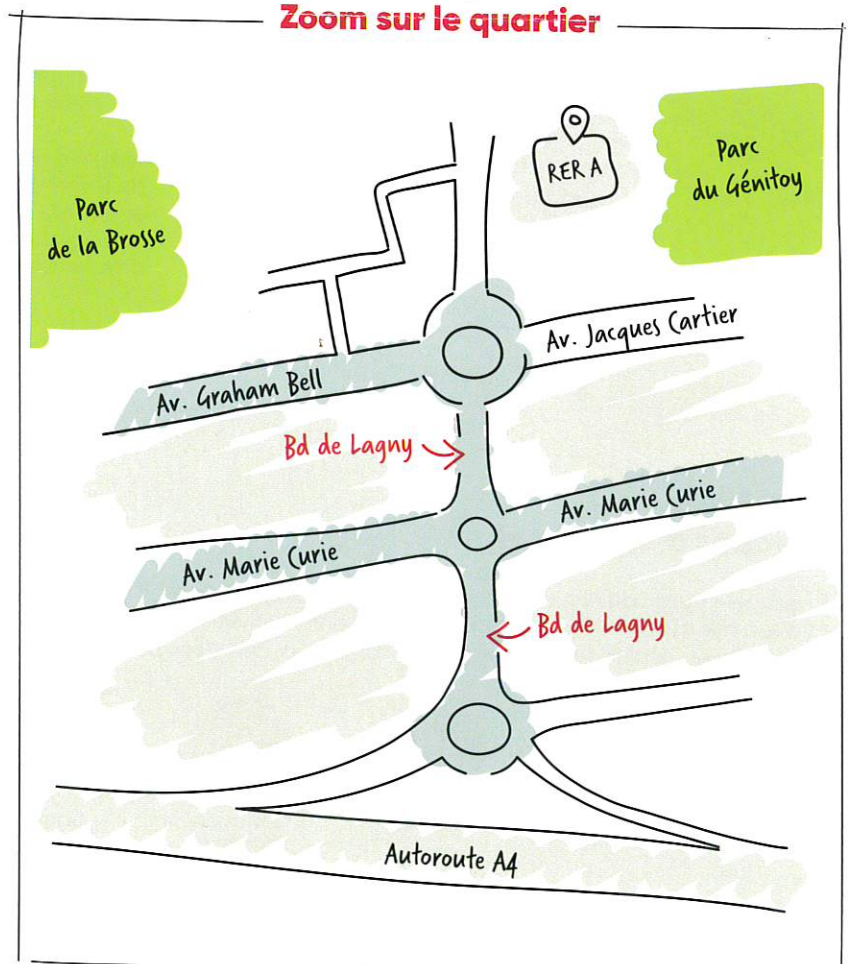 Zoom sur le quartier
RER A
Parc
du Génitoy
Parc
de la Brosse
Av. Jacques Cartier
Av. Graham Bell
Bd de Lagny
Av. Marie Curie
Av. Marie Curie
Bd de Lagny
Autoroute A4